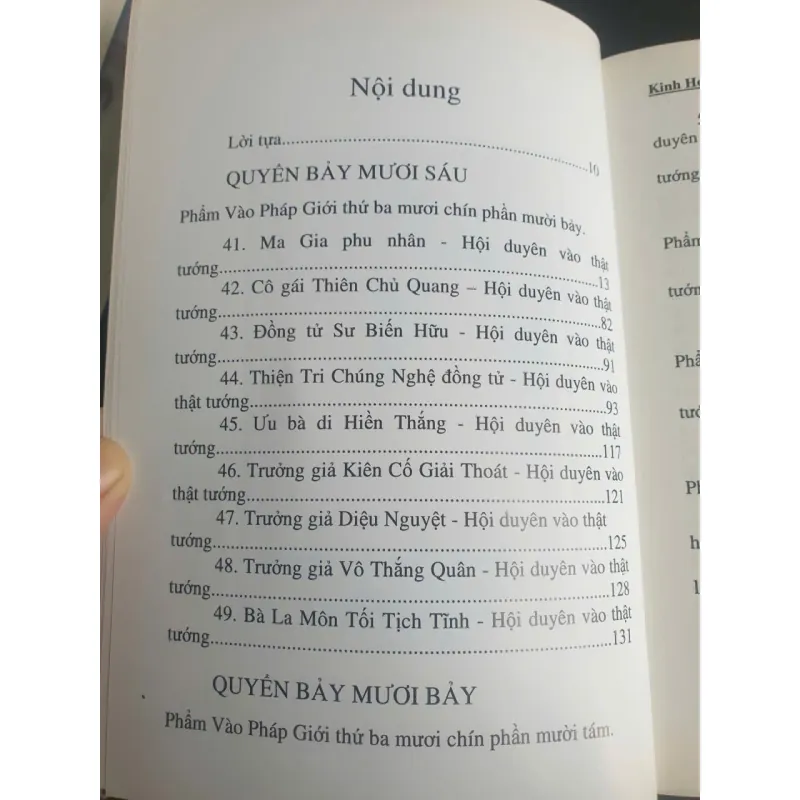 Nội dung
Lời tựa..........10
QUYỂN BẢY MƯƠI SÁU
Phẩm Vào Pháp Giới thứ ba mươi chín phần mười bảy.
41. Ma Gia phu nhân - Hội duyên vào thật
tướng..........13
42. Cô gái Thiên Chủ Quang – Hội duyên vào thật
tướng..........82
43. Đồng tử Sư Biến Hữu - Hội duyên vào thật
tướng..........91
44. Thiện Tri Chúng Nghệ đồng tử - Hội duyên vào
thật tướng..........93
45. Ưu bà di Hiền Thắng - Hội duyên vào thật
tướng..........117
46. Trưởng giả Kiên Cố Giải Thoát - Hội duyên vào
thật tướng..........121
47. Trưởng giả Diệu Nguyệt - Hội duyên vào thật
tướng..........125
48. Trưởng giả Vô Thắng Quân - Hội duyên vào thật
tướng..........128
49. Bà La Môn Tối Tịch Tĩnh - Hội duyên vào thật
tướng..........131
QUYỂN BẢY MƯƠI BẢY
Phẩm Vào Pháp Giới thứ ba mươi chín phần mười tám.
Kinh
duyên
tướng
Phẩm